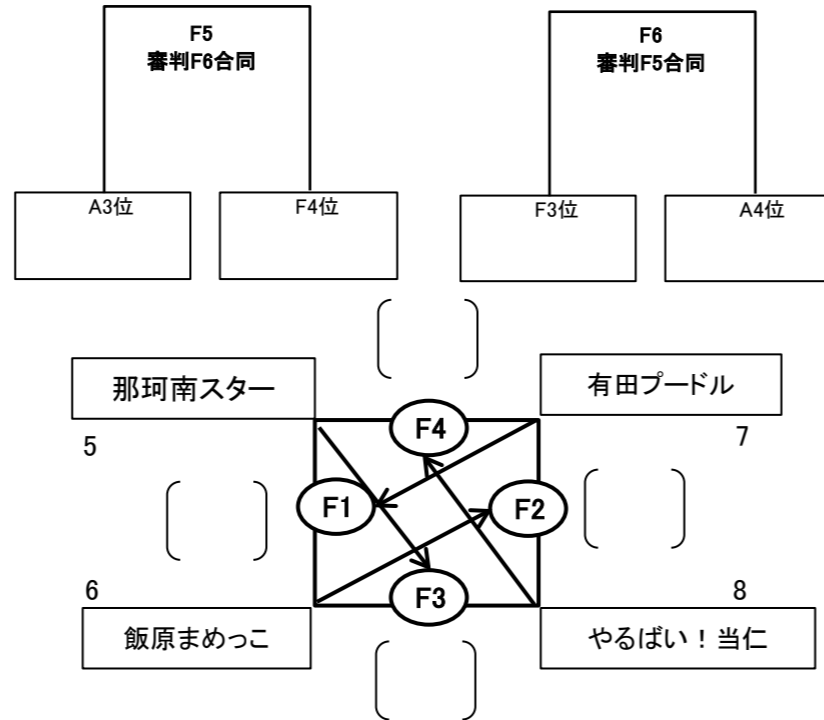 F5
審判F6合同
F6
審判F5合同
A3位
F4位
F3位
A4位
那珂南スター
有田プードル
5
7
F4
F1
F2
F3
6
8
飯原まめっこ
やるばい！当仁